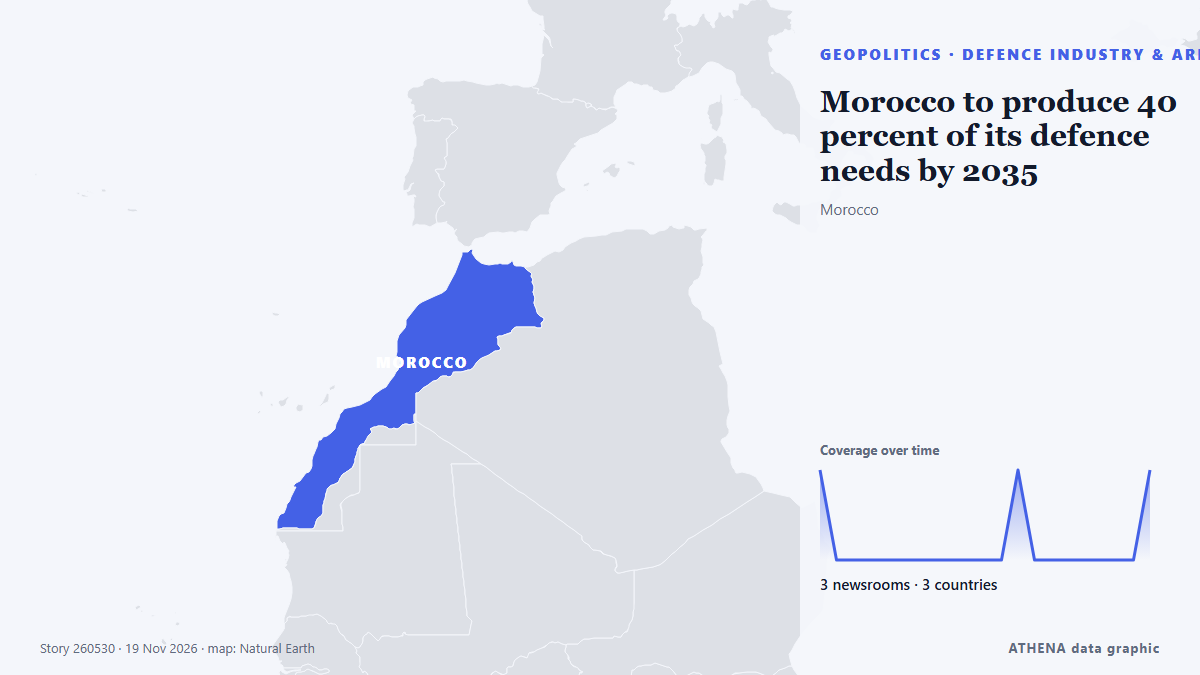 GEOPOLITICS · DEFENCE INDUSTRY &
Morocco to produce 40
percent of its defence
needs by 2035
Morocco
MOROCCO
Coverage over time
3 newsrooms · 3 countries
Story 260530 · 19 Nov 2026 · map: Natural Earth
ATHENA data graphic